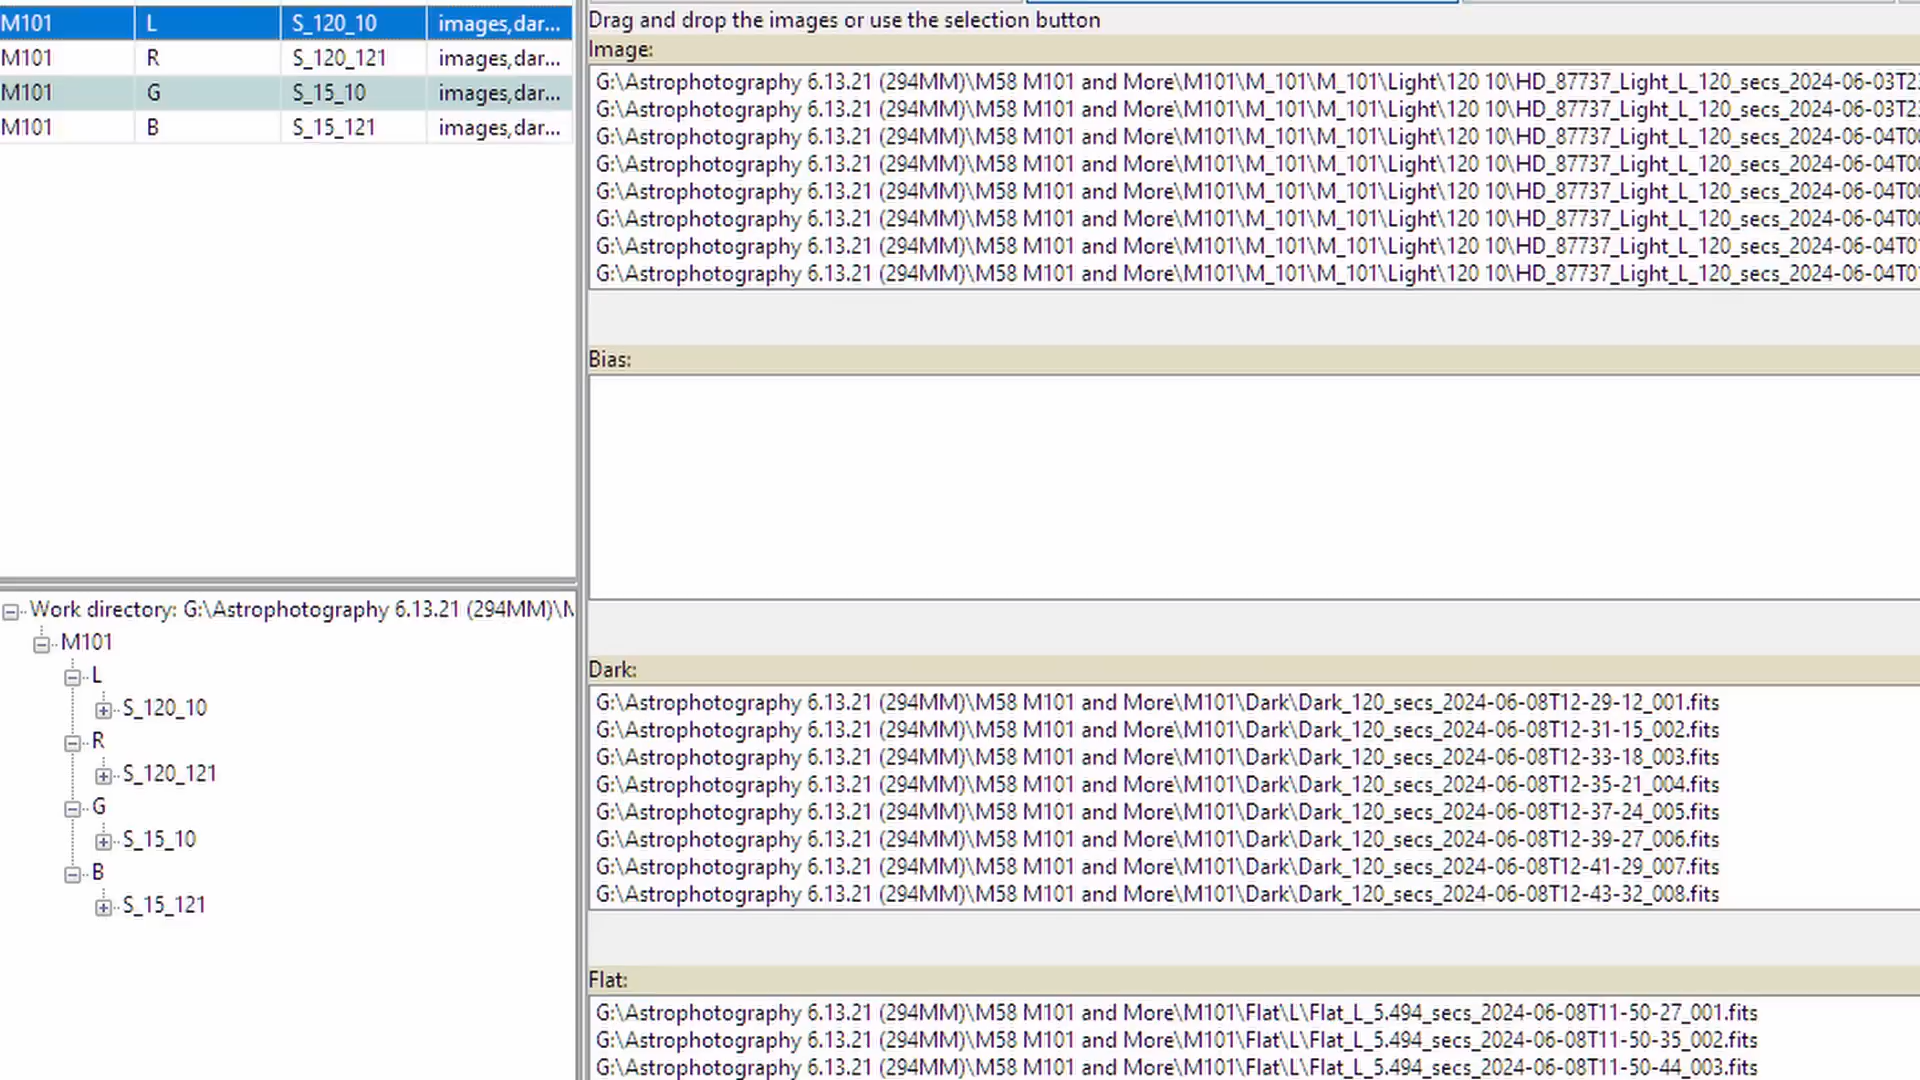 M101 L S_120_10 images,dar...
M101 R S_120_121 images,dar...
M101 G S_15_10 images,dar...
M101 B S_15_121 images,dar...
Work directory: G:\Astrophotography 6.13.21 (294MM)\M
M101
L
S_120_10
R
S_120_121
G
S_15_10
B
S_15_121
Drag and drop the images or use the selection button
Image:
G:\Astrophotography 6.13.21 (294MM)\M58 M101 and More\M101\M_101\M_101\Light\120 10\HD_87737_Light_L_120_secs_2024-06-03T2
G:\Astrophotography 6.13.21 (294MM)\M58 M101 and More\M101\M_101\M_101\Light\120 10\HD_87737_Light_L_120_secs_2024-06-03T2
G:\Astrophotography 6.13.21 (294MM)\M58 M101 and More\M101\M_101\M_101\Light\120 10\HD_87737_Light_L_120_secs_2024-06-04T00
G:\Astrophotography 6.13.21 (294MM)\M58 M101 and More\M101\M_101\M_101\Light\120 10\HD_87737_Light_L_120_secs_2024-06-04T00
G:\Astrophotography 6.13.21 (294MM)\M58 M101 and More\M101\M_101\M_101\Light\120 10\HD_87737_Light_L_120_secs_2024-06-04T00
G:\Astrophotography 6.13.21 (294MM)\M58 M101 and More\M101\M_101\M_101\Light\120 10\HD_87737_Light_L_120_secs_2024-06-04T00
G:\Astrophotography 6.13.21 (294MM)\M58 M101 and More\M101\M_101\M_101\Light\120 10\HD_87737_Light_L_120_secs_2024-06-04T0
G:\Astrophotography 6.13.21 (294MM)\M58 M101 and More\M101\M_101\M_101\Light\120 10\HD_87737_Light_L_120_secs_2024-06-04T0
Bias:
Dark:
G:\Astrophotography 6.13.21 (294MM)\M58 M101 and More\M101\Dark\Dark_120_secs_2024-06-08T12-29-12_001.fits
G:\Astrophotography 6.13.21 (294MM)\M58 M101 and More\M101\Dark\Dark_120_secs_2024-06-08T12-31-15_002.fits
G:\Astrophotography 6.13.21 (294MM)\M58 M101 and More\M101\Dark\Dark_120_secs_2024-06-08T12-33-18_003.fits
G:\Astrophotography 6.13.21 (294MM)\M58 M101 and More\M101\Dark\Dark_120_secs_2024-06-08T12-35-21_004.fits
G:\Astrophotography 6.13.21 (294MM)\M58 M101 and More\M101\Dark\Dark_120_secs_2024-06-08T12-37-24_005.fits
G:\Astrophotography 6.13.21 (294MM)\M58 M101 and More\M101\Dark\Dark_120_secs_2024-06-08T12-39-27_006.fits
G:\Astrophotography 6.13.21 (294MM)\M58 M101 and More\M101\Dark\Dark_120_secs_2024-06-08T12-41-29_007.fits
G:\Astrophotography 6.13.21 (294MM)\M58 M101 and More\M101\Dark\Dark_120_secs_2024-06-08T12-43-32_008.fits
Flat:
G:\Astrophotography 6.13.21 (294MM)\M58 M101 and More\M101\Flat\L\Flat_L_5.494_secs_2024-06-08T11-50-27_001.fits
G:\Astrophotography 6.13.21 (294MM)\M58 M101 and More\M101\Flat\L\Flat_L_5.494_secs_2024-06-08T11-50-35_002.fits
G:\Astrophotography 6.13.21 (294MM)\M58 M101 and More\M101\Flat\L\Flat_L_5.494_secs_2024-06-08T11-50-44_003.fits